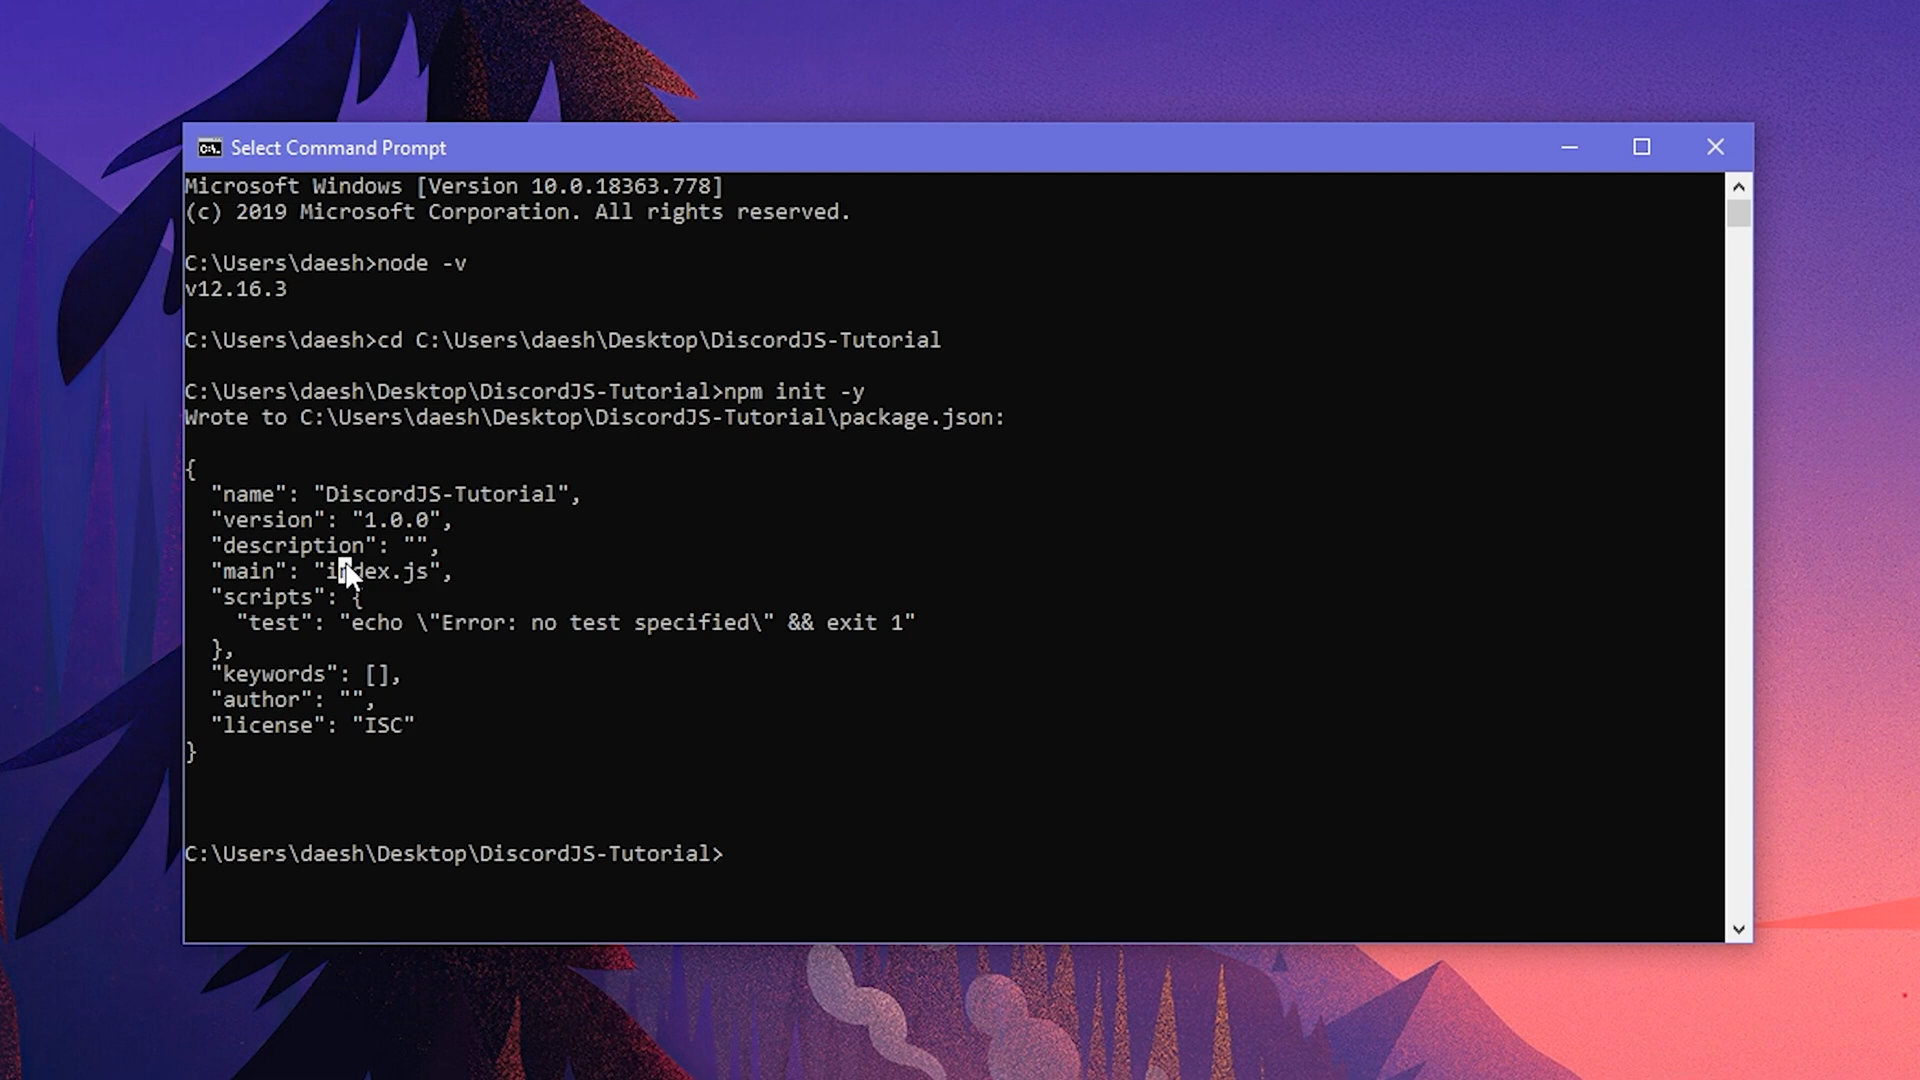 Select Command Prompt
Microsoft Windows [Version 10.0.18363.778]
(c) 2019 Microsoft Corporation. All rights reserved.
C:\Users\daesh>node -v
v12.16.3
C:\Users\daesh>cd C:\Users\daesh\Desktop\DiscordJS-Tutorial
C:\Users\daesh\Desktop\DiscordJS-Tutorial>npm init -y
Wrote to C:\Users\daesh\Desktop\DiscordJS-Tutorial\package.json:
{
  "name": "DiscordJS-Tutorial",
  "version": "1.0.0",
  "description": "",
  "main": "index.js",
  "scripts": {
    "test": "echo \"Error: no test specified\" && exit 1"
  },
  "keywords": [],
  "author": "",
  "license": "ISC"
}
C:\Users\daesh\Desktop\DiscordJS-Tutorial>